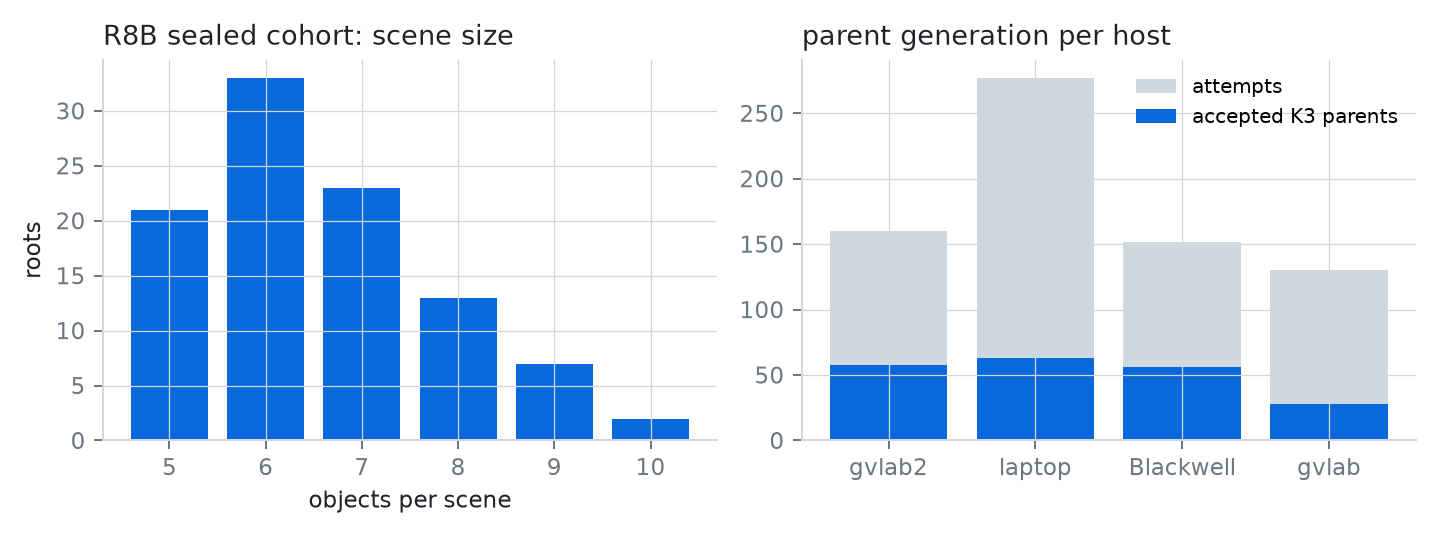 R8B sealed cohort: scene size
roots
30
25
20
15
10
5
0
5 6 7 8 9 10
objects per scene
parent generation per host
attempts
accepted K3 parents
250
200
150
100
50
0
gvlab2 laptop Blackwell gvlab